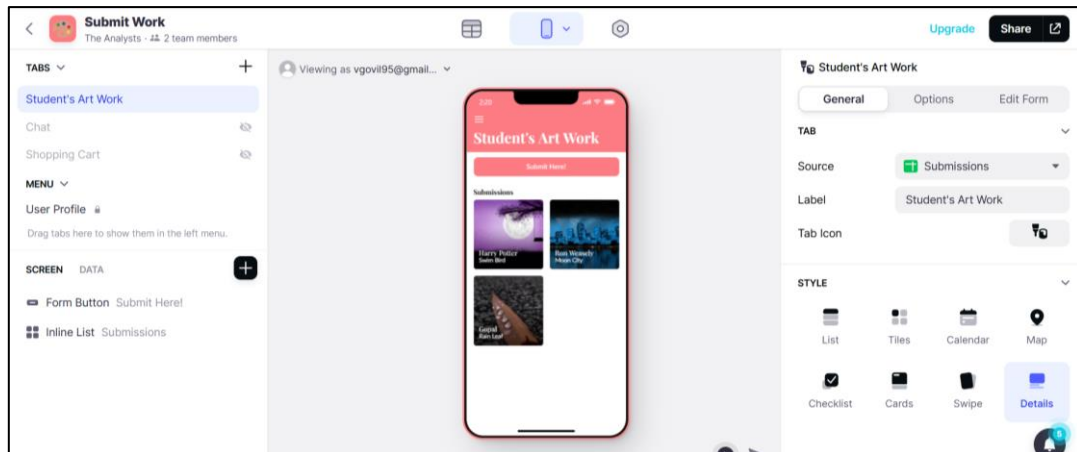 Submit Work
The Analysts · 2 team members
Upgrade
Share
TABS
Student's Art Work
Chat
Shopping Cart
MENU
User Profile
Drag tabs here to show them in the left menu.
SCREEN DATA
Form Button Submit Here!
Inline List Submissions
Viewing as vgovil95@gmail...
2:20
Student's Art Work
Submit Here!
Submissions
Harry Potter
Swim Bird
Ron Weasely
Moon City
Gopal
Rain Leaf
Student's Art Work
General Options Edit Form
TAB
Source Submissions
Label Student's Art Work
Tab Icon
STYLE
List Tiles Calendar Map
Checklist Cards Swipe Details
5